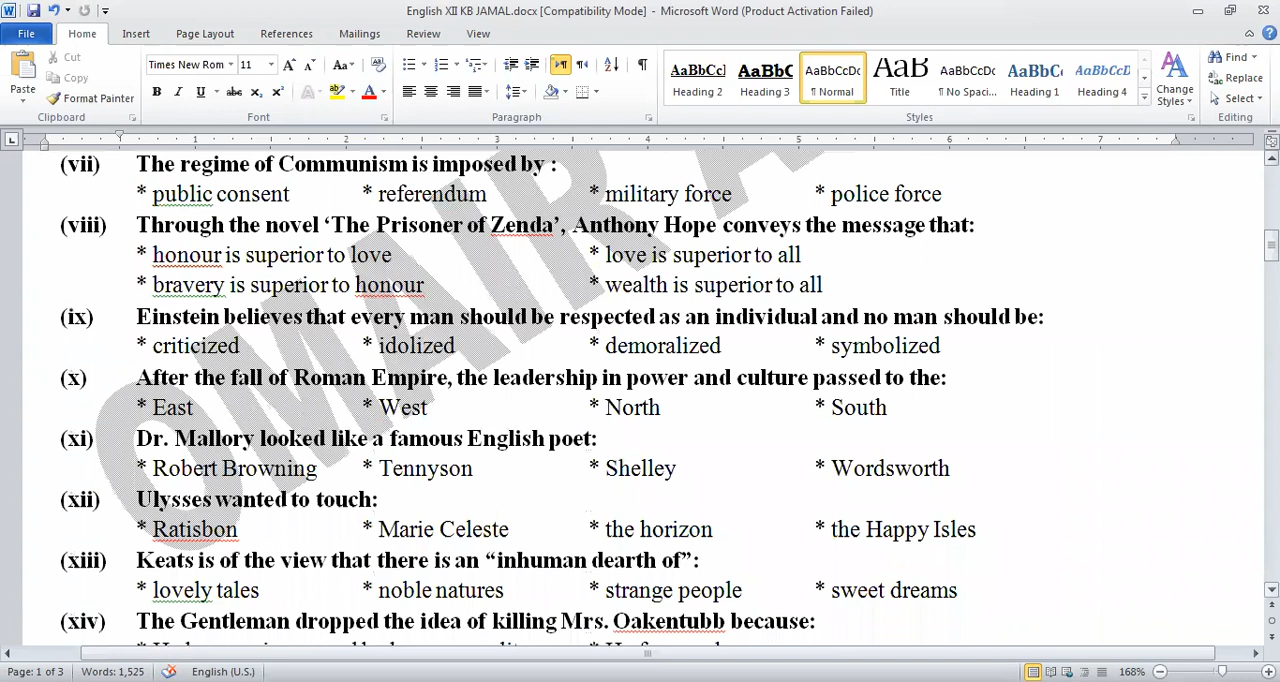 English XII KB JAMAL.docx [Compatibility Mode] - Microsoft Word (Product Activation Failed)
File Home Insert Page Layout References Mailings Review View
Cut
Copy
Paste Format Painter
Clipboard
Times New Rom 11
Font
Paragraph
AaBbCcl AaBbC AaBbCcDc AaB AaBbCcDc AaBbCcl AaBbCcD
Heading 2 Heading 3 ¶ Normal Title ¶ No Spaci... Heading 1 Heading 4
Styles
Change Styles
Find
Replace
Select
Editing
1 2 3 4 5 6 7
(vii) The regime of Communism is imposed by :
* public consent * referendum * military force * police force
(viii) Through the novel ‘The Prisoner of Zenda’, Anthony Hope conveys the message that:
* honour is superior to love * love is superior to all
* bravery is superior to honour * wealth is superior to all
(ix) Einstein believes that every man should be respected as an individual and no man should be:
* criticized * idolized * demoralized * symbolized
(x) After the fall of Roman Empire, the leadership in power and culture passed to the:
* East * West * North * South
(xi) Dr. Mallory looked like a famous English poet:
* Robert Browning * Tennyson * Shelley * Wordsworth
(xii) Ulysses wanted to touch:
* Ratisbon * Marie Celeste * the horizon * the Happy Isles
(xiii) Keats is of the view that there is an “inhuman dearth of”:
* lovely tales * noble natures * strange people * sweet dreams
(xiv) The Gentleman dropped the idea of killing Mrs. Oakentubb because:
OMAIR A
Page: 1 of 3 Words: 1,525 English (U.S.) 168%